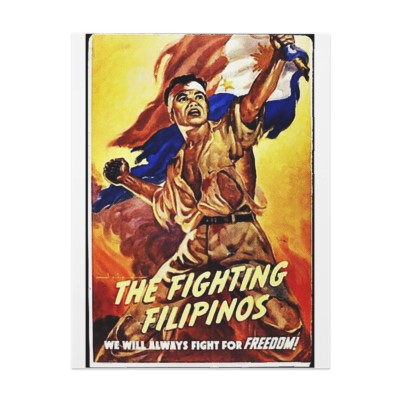 THE FIGHTING
FILIPINOS
WE WILL ALWAYS FIGHT FOR FREEDOM!